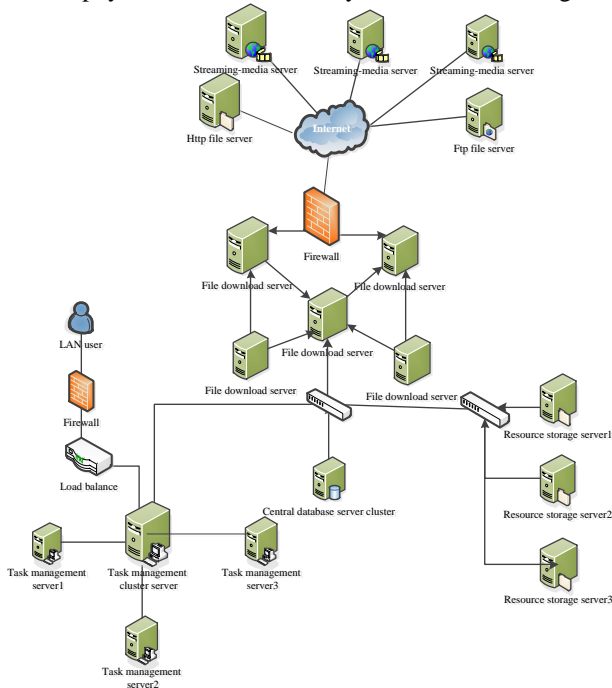 Streaming-media server
Streaming-media server
Streaming-media server
Internet
Http file server
Ftp file server
Firewall
File download server
File download server
File download server
LAN user
File download server
File download server
Firewall
Resource storage server1
Load balance
Central database server cluster
Resource storage server2
Task management
server1
Task management
cluster server
Task management
server3
Resource storage server3
Task management
server2